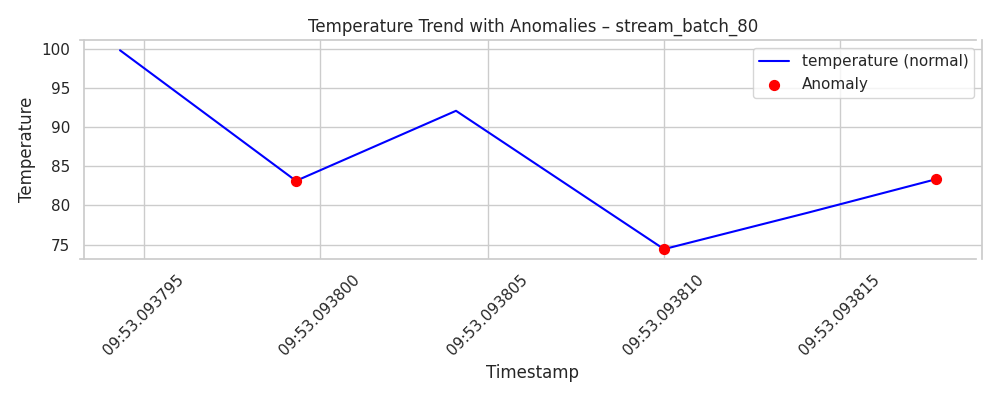 Temperature Trend with Anomalies – stream_batch_80
100
95
90
85
80
75
Temperature
temperature (normal)
Anomaly
09:53.093795
09:53.093800
09:53.093805
09:53.093810
09:53.093815
Timestamp